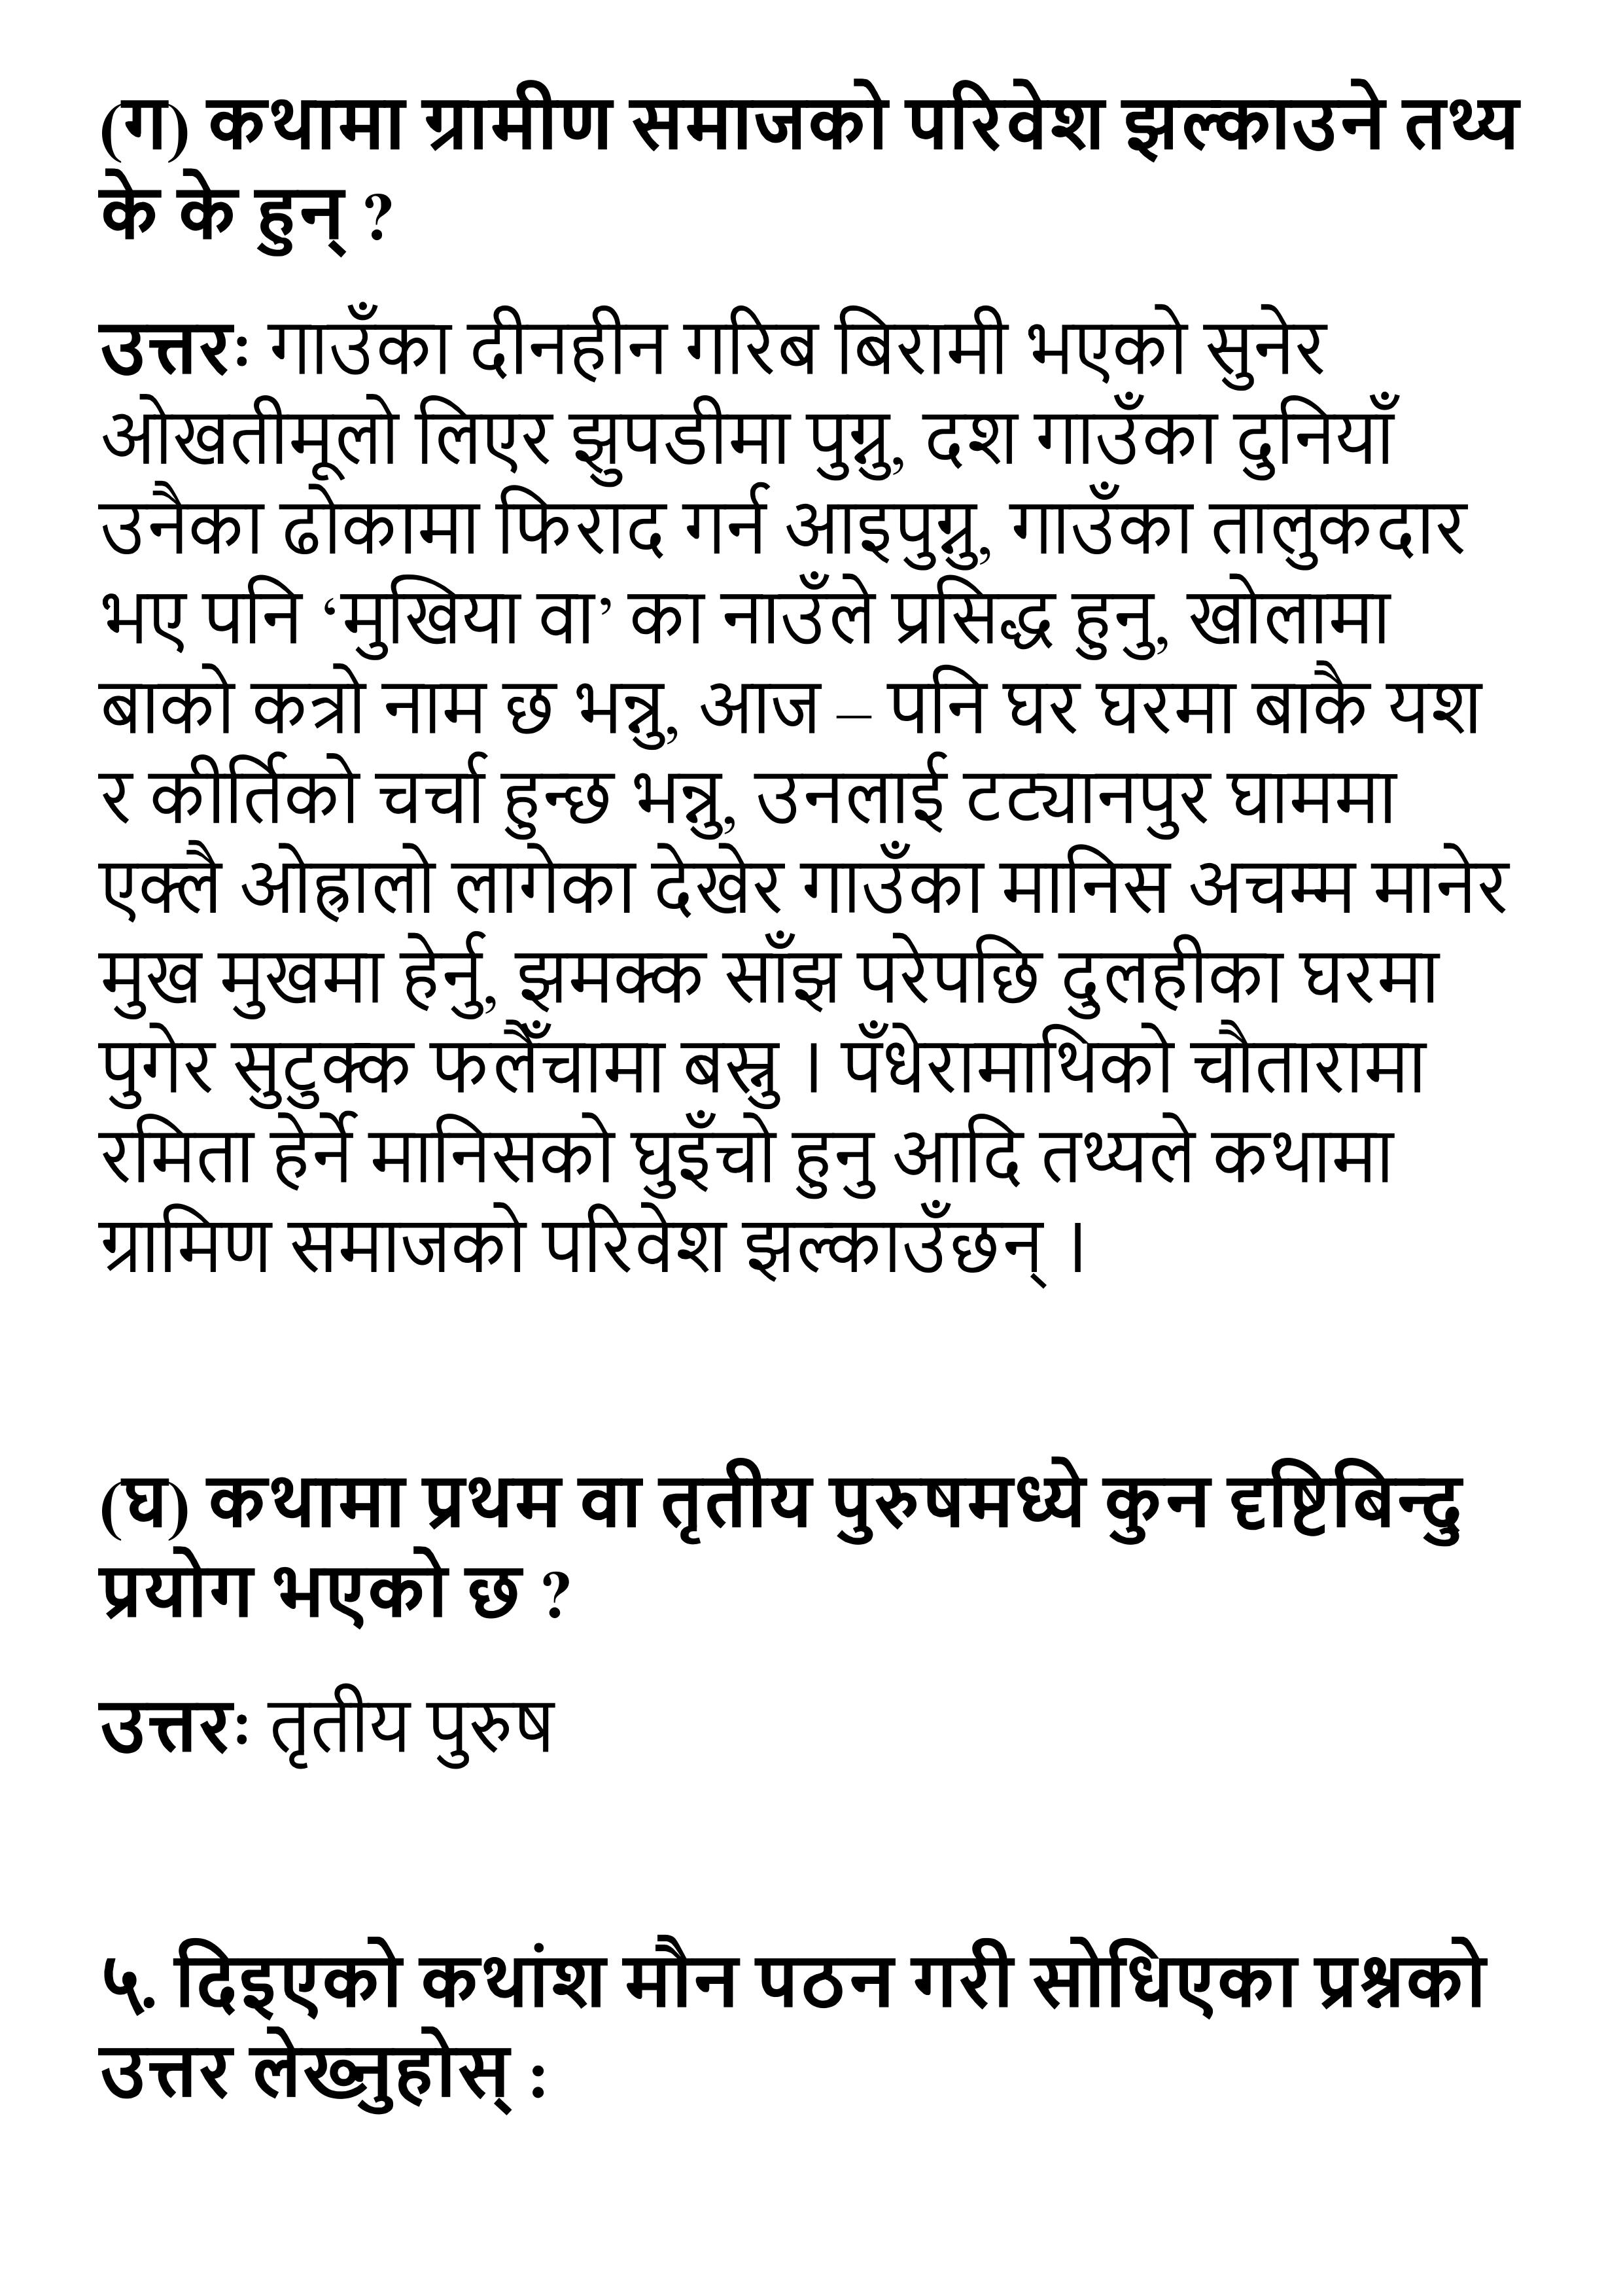 (ग) कथामा ग्रामीण समाजको परिवेश झल्काउने तथ्य
के के हुन् ?
उत्तरः गाउँका दीनहीन गरिब बिरामी भएको सुनेर
ओखतीमूलो लिएर झुपडीमा पुग्नु, दश गाउँका दुनियाँ
उनैका ढोकामा फिराद गर्न आइपुग्नु, गाउँका तालुकदार
भए पनि ‘मुखिया वा’ का नाउँले प्रसिद्ध हुनु, खोलामा
बाको कत्रो नाम छ भन्नु, आज – पनि घर घरमा बाकै यश
र कीर्तिको चर्चा हुन्छ भन्नु, उनलाई टट्यानपुर घाममा
एक्लै ओह्रालो लागेका देखेर गाउँका मानिस अचम्म मानेर
मुख मुखमा हेर्नु, झमक्क साँझ परेपछि दुलहीका घरमा
पुगेर सुटुक्क फलैँचामा बस्नु । पँधेरामाथिको चौतारामा
रमिता हेर्ने मानिसको घुइँचो हुनु आदि तथ्यले कथामा
ग्रामिण समाजको परिवेश झल्काउँछन् ।
(घ) कथामा प्रथम वा तृतीय पुरुषमध्ये कुन दृष्टिबिन्दु
प्रयोग भएको छ ?
उत्तरः तृतीय पुरुष
५. दिइएको कथांश मौन पठन गरी सोधिएका प्रश्नको
उत्तर लेख्नुहोस् :